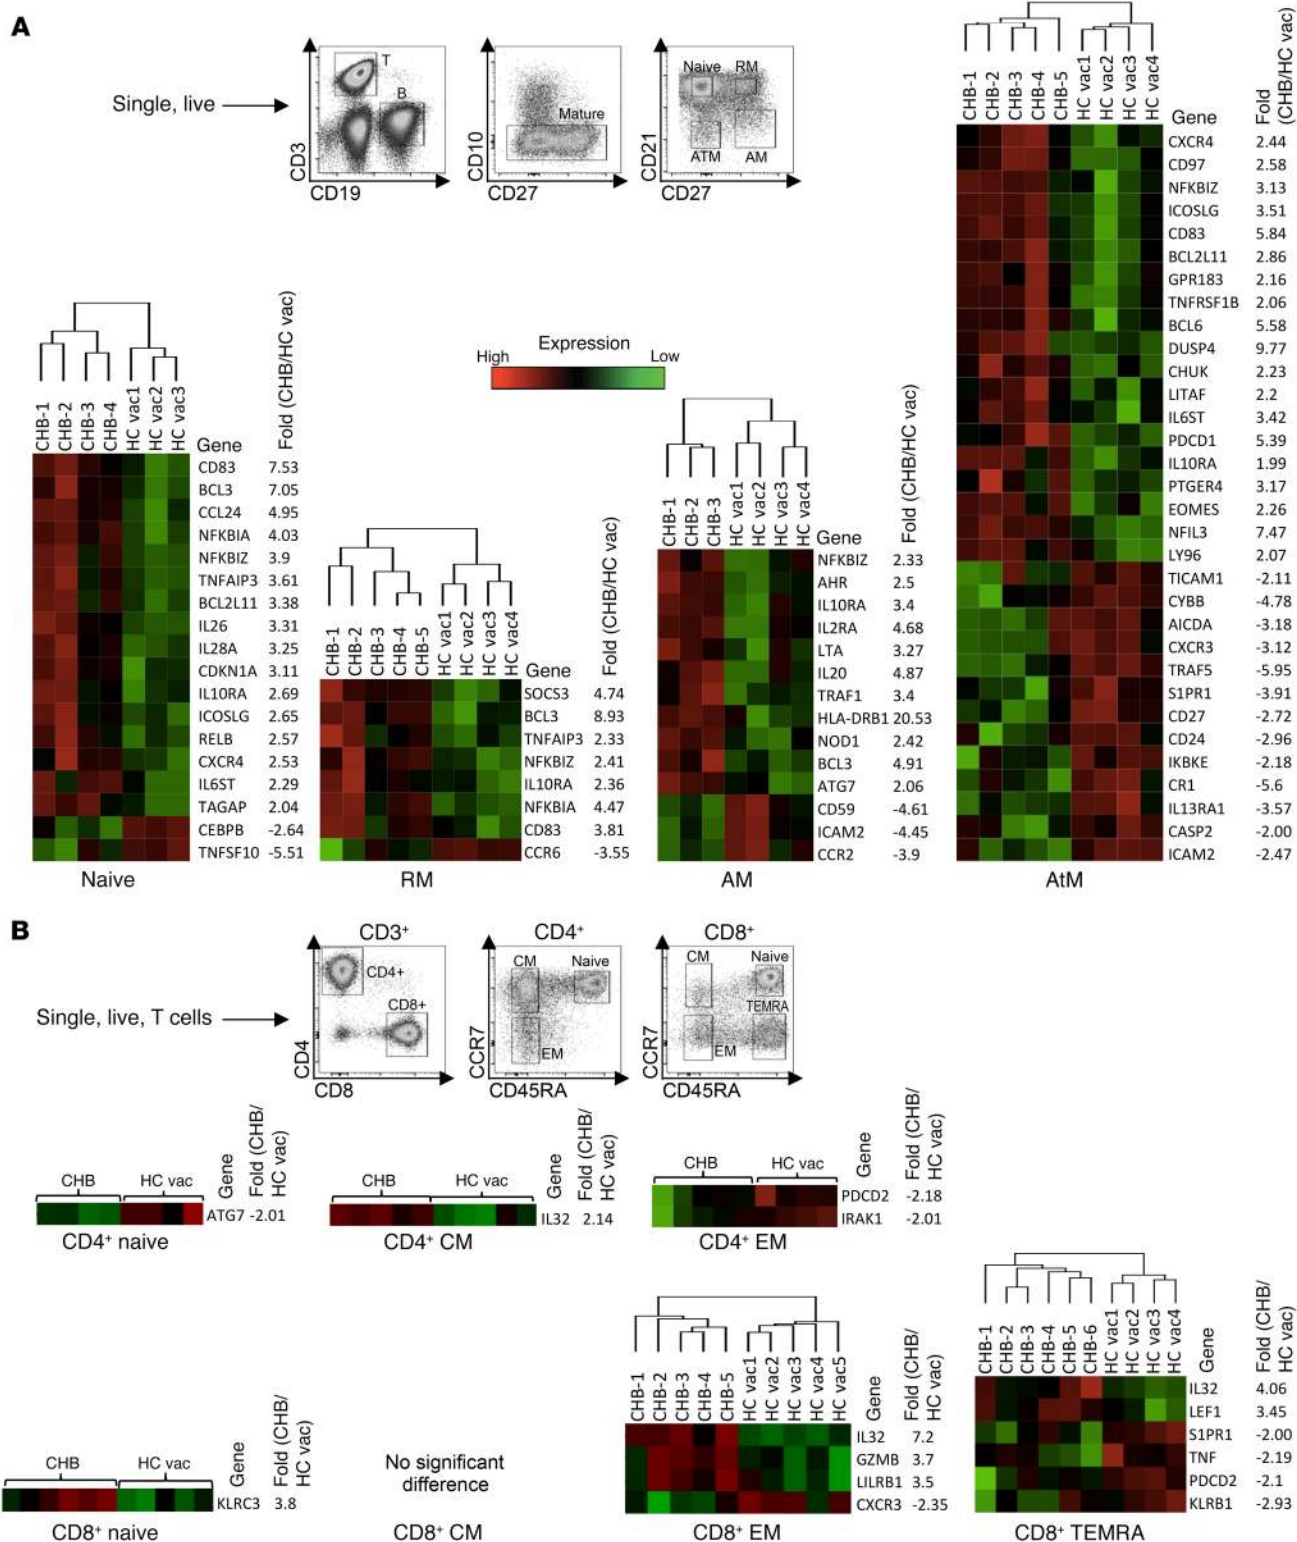 A
Single, live
CD3
CD19
T
B
CD10
CD27
Mature
CD21
CD27
Naive
RM
ATM
AM
Expression
High
Low
CHB-1
CHB-2
CHB-3
CHB-4
HC vac1
HC vac2
HC vac3
Gene
Fold (CHB/HC vac)
CD83 7.53
BCL3 7.05
CCL24 4.95
NFKBIA 4.03
NFKBIZ 3.9
TNFAIP3 3.61
BCL2L11 3.38
IL26 3.31
IL28A 3.25
CDKN1A 3.11
IL10RA 2.69
ICOSLG 2.65
RELB 2.57
CXCR4 2.53
IL6ST 2.29
TAGAP 2.04
CEBPB -2.64
TNFSF10 -5.51
Naive
CHB-1
CHB-2
CHB-3
CHB-4
CHB-5
HC vac1
HC vac2
HC vac3
HC vac4
Gene
Fold (CHB/HC vac)
SOCS3 4.74
BCL3 8.93
TNFAIP3 2.33
NFKBIZ 2.41
IL10RA 2.36
NFKBIA 4.47
CD83 3.81
CCR6 -3.55
RM
CHB-1
CHB-2
CHB-3
HC vac1
HC vac2
HC vac3
HC vac4
Gene
Fold (CHB/HC vac)
NFKBIZ 2.33
AHR 2.5
IL10RA 3.4
IL2RA 4.68
LTA 3.27
IL20 4.87
TRAF1 3.4
HLA-DRB1 20.53
NOD1 2.42
BCL3 4.91
ATG7 2.06
CD59 -4.61
ICAM2 -4.45
CCR2 -3.9
AM
CHB-1
CHB-2
CHB-3
CHB-4
CHB-5
HC vac1
HC vac2
HC vac3
HC vac4
Gene
Fold
(CHB/HC vac)
CXCR4 2.44
CD97 2.58
NFKBIZ 3.13
ICOSLG 3.51
CD83 5.84
BCL2L11 2.86
GPR183 2.16
TNFRSF1B 2.06
BCL6 5.58
DUSP4 9.77
CHUK 2.23
LITAF 2.2
IL6ST 3.42
PDCD1 5.39
IL10RA 1.99
PTGER4 3.17
EOMES 2.26
NFIL3 7.47
LY96 2.07
TICAM1 -2.11
CYBB -4.78
AICDA -3.18
CXCR3 -3.12
TRAF5 -5.95
S1PR1 -3.91
CD27 -2.72
CD24 -2.96
IKBKE -2.18
CR1 -5.6
IL13RA1 -3.57
CASP2 -2.00
ICAM2 -2.47
AtM
B
Single, live, T cells
CD3⁺
CD4+
CD8+
CD4
CD8
CD4⁺
CM
Naive
EM
CCR7
CD45RA
CD8⁺
CM
Naive
TEMRA
EM
CCR7
CD45RA
CHB
HC vac
Gene
Fold (CHB/
HC vac)
ATG7 -2.01
CD4⁺ naive
CHB
HC vac
Gene
Fold (CHB/
HC vac)
IL32 2.14
CD4⁺ CM
CHB
HC vac
Gene
Fold (CHB/
HC vac)
PDCD2 -2.18
IRAK1 -2.01
CD4⁺ EM
CHB
HC vac
Gene
Fold (CHB/
HC vac)
KLRC3 3.8
CD8⁺ naive
No significant
difference
CD8⁺ CM
CHB-1
CHB-2
CHB-3
CHB-4
CHB-5
HC vac1
HC vac2
HC vac3
HC vac4
HC vac5
Gene
Fold (CHB/
HC vac)
IL32 7.2
GZMB 3.7
LILRB1 3.5
CXCR3 -2.35
CD8⁺ EM
CHB-1
CHB-2
CHB-3
CHB-4
CHB-5
CHB-6
HC vac1
HC vac2
HC vac3
HC vac4
Gene
Fold (CHB/
HC vac)
IL32 4.06
LEF1 3.45
S1PR1 -2.00
TNF -2.19
PDCD2 -2.1
KLRB1 -2.93
CD8⁺ TEMRA